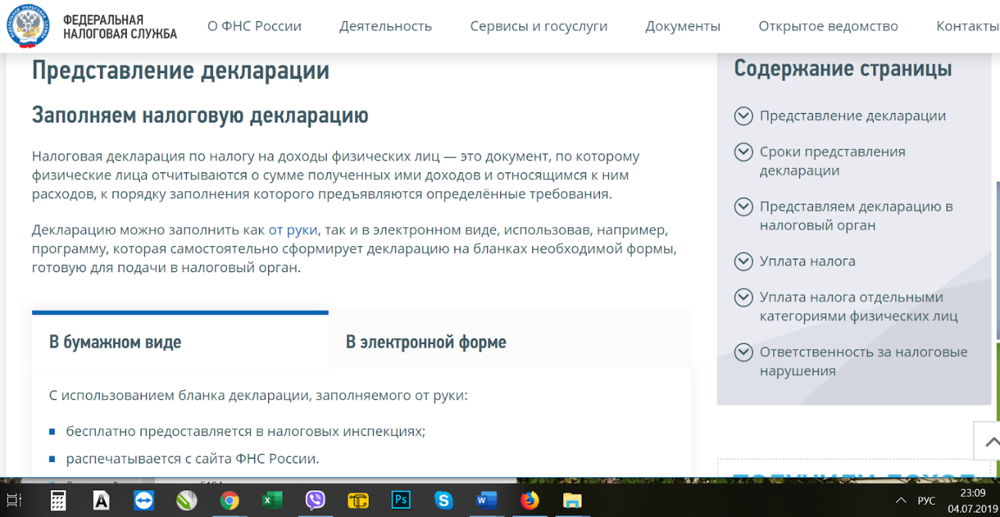 ФЕДЕРАЛЬНАЯ
НАЛОГОВАЯ СЛУЖБА
О ФНС России
Деятельность
Сервисы и госуслуги
Документы
Открытое ведомство
Контакты
Представление декларации
Заполняем налоговую декларацию
Налоговая декларация по налогу на доходы физических лиц — это документ, по которому
физические лица отчитываются о сумме полученных ими доходов и относящимся к ним
расходов, к порядку заполнения которого предъявляются определённые требования.
Декларацию можно заполнить как от руки, так и в электронном виде, использовав, например,
программу, которая самостоятельно сформирует декларацию на бланках необходимой формы,
готовую для подачи в налоговый орган.
В бумажном виде
В электронной форме
С использованием бланка декларации, заполняемого от руки:
бесплатно предоставляется в налоговых инспекциях;
распечатывается с сайта ФНС России.
Содержание страницы
Представление декларации
Сроки представления
декларации
Представляем декларацию в
налоговый орган
Уплата налога
Уплата налога отдельными
категориями физических лиц
Ответственность за налоговые
нарушения
A
X
Ps
S
W
РУС
23:09
04.07.2019